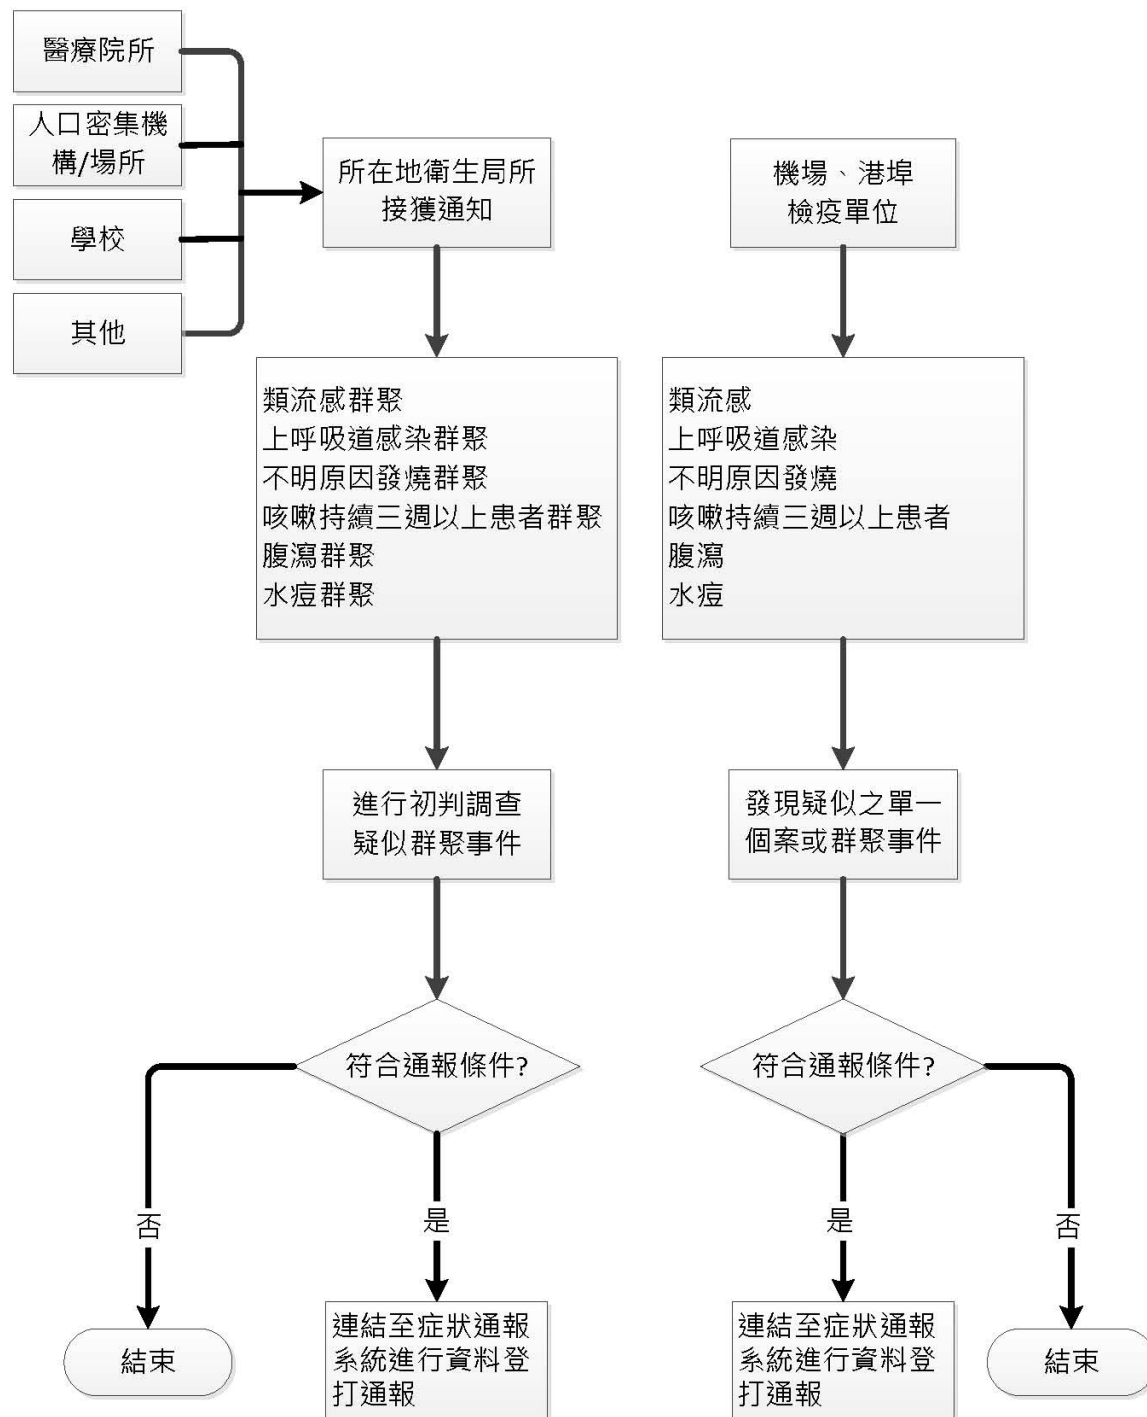 醫療院所
人口密集機
構/場所
學校
其他
所在地衛生局所
接獲通知
類流感群聚
上呼吸道感染群聚
不明原因發燒群聚
咳嗽持續三週以上患者群聚
腹瀉群聚
水痘群聚
進行初判調查
疑似群聚事件
符合通報條件?
否
是
結束
連結至症狀通報
系統進行資料登
打通報
機場、港埠
檢疫單位
類流感
上呼吸道感染
不明原因發燒
咳嗽持續三週以上患者
腹瀉
水痘
發現疑似之單一
個案或群聚事件
符合通報條件?
是
否
連結至症狀通報
系統進行資料登
打通報
結束